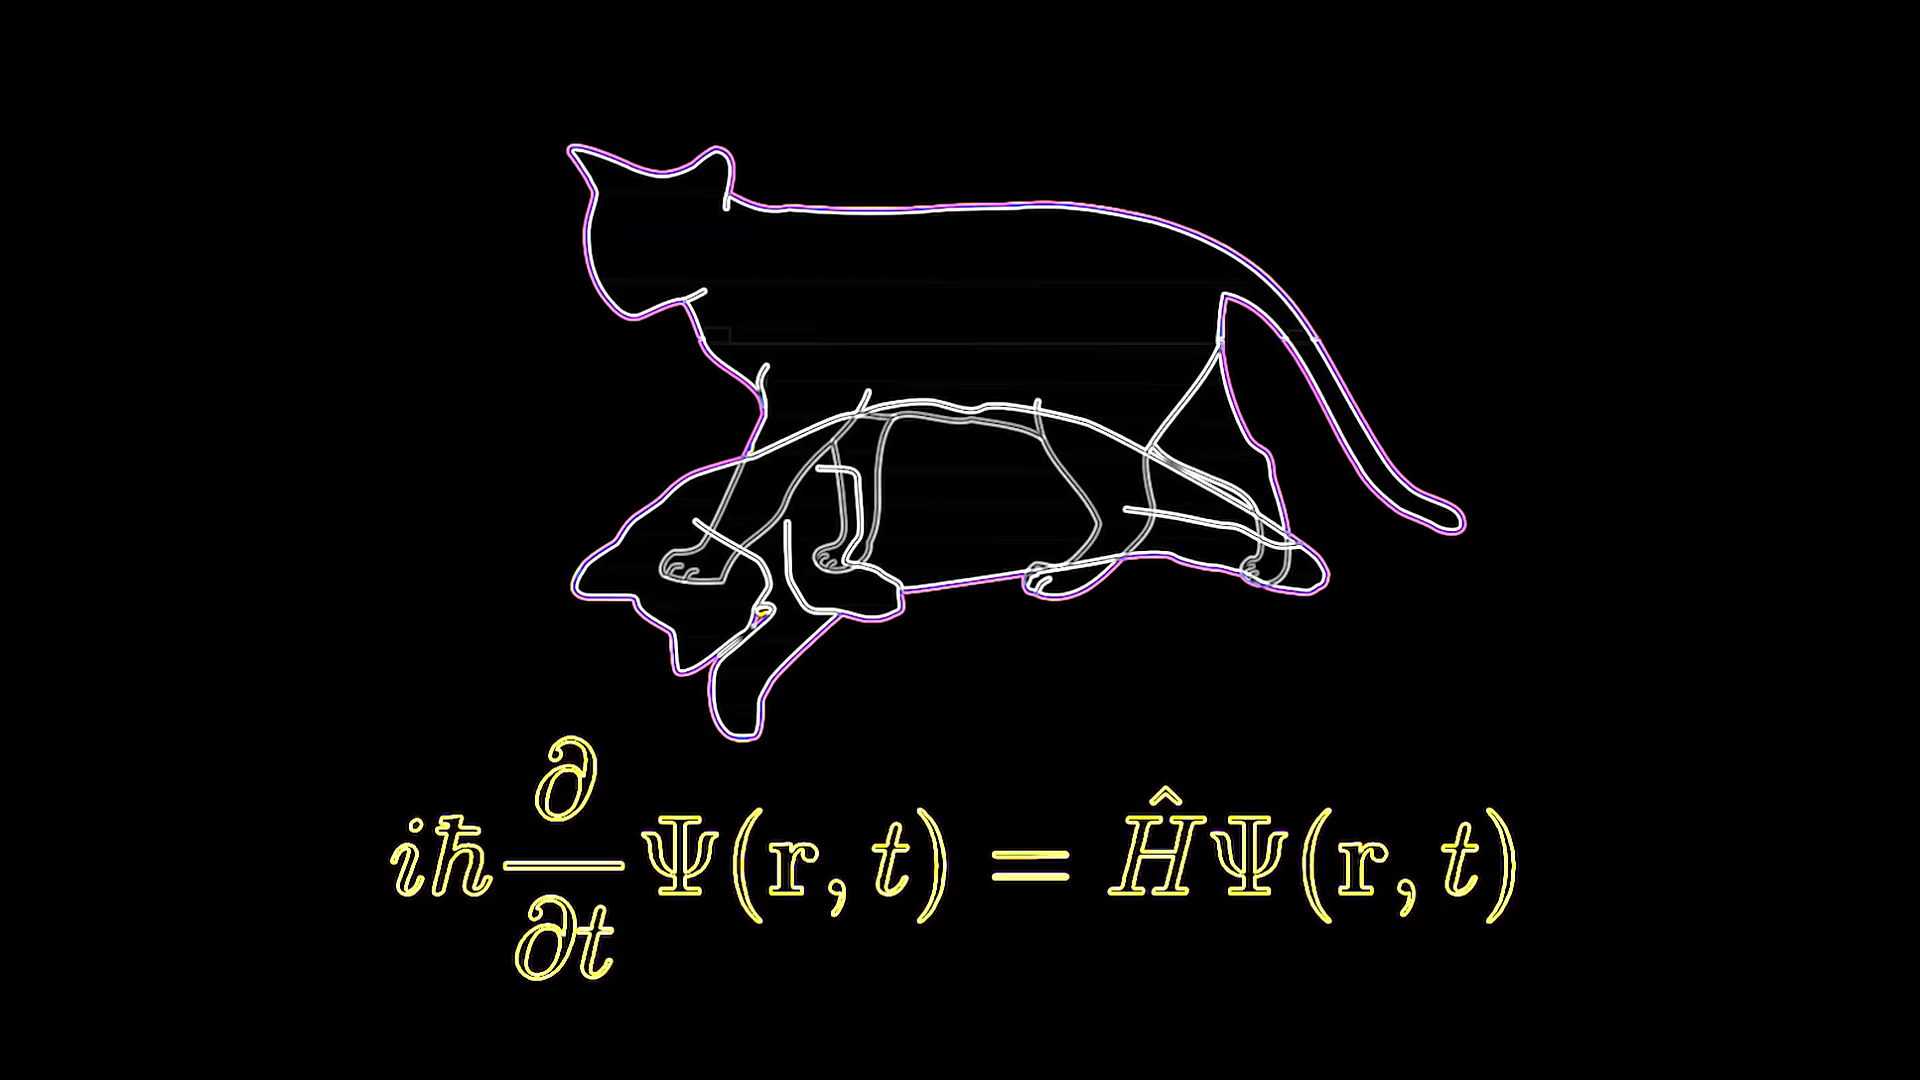 iℏ ∂/∂t Ψ(r, t) = ĤΨ(r, t)